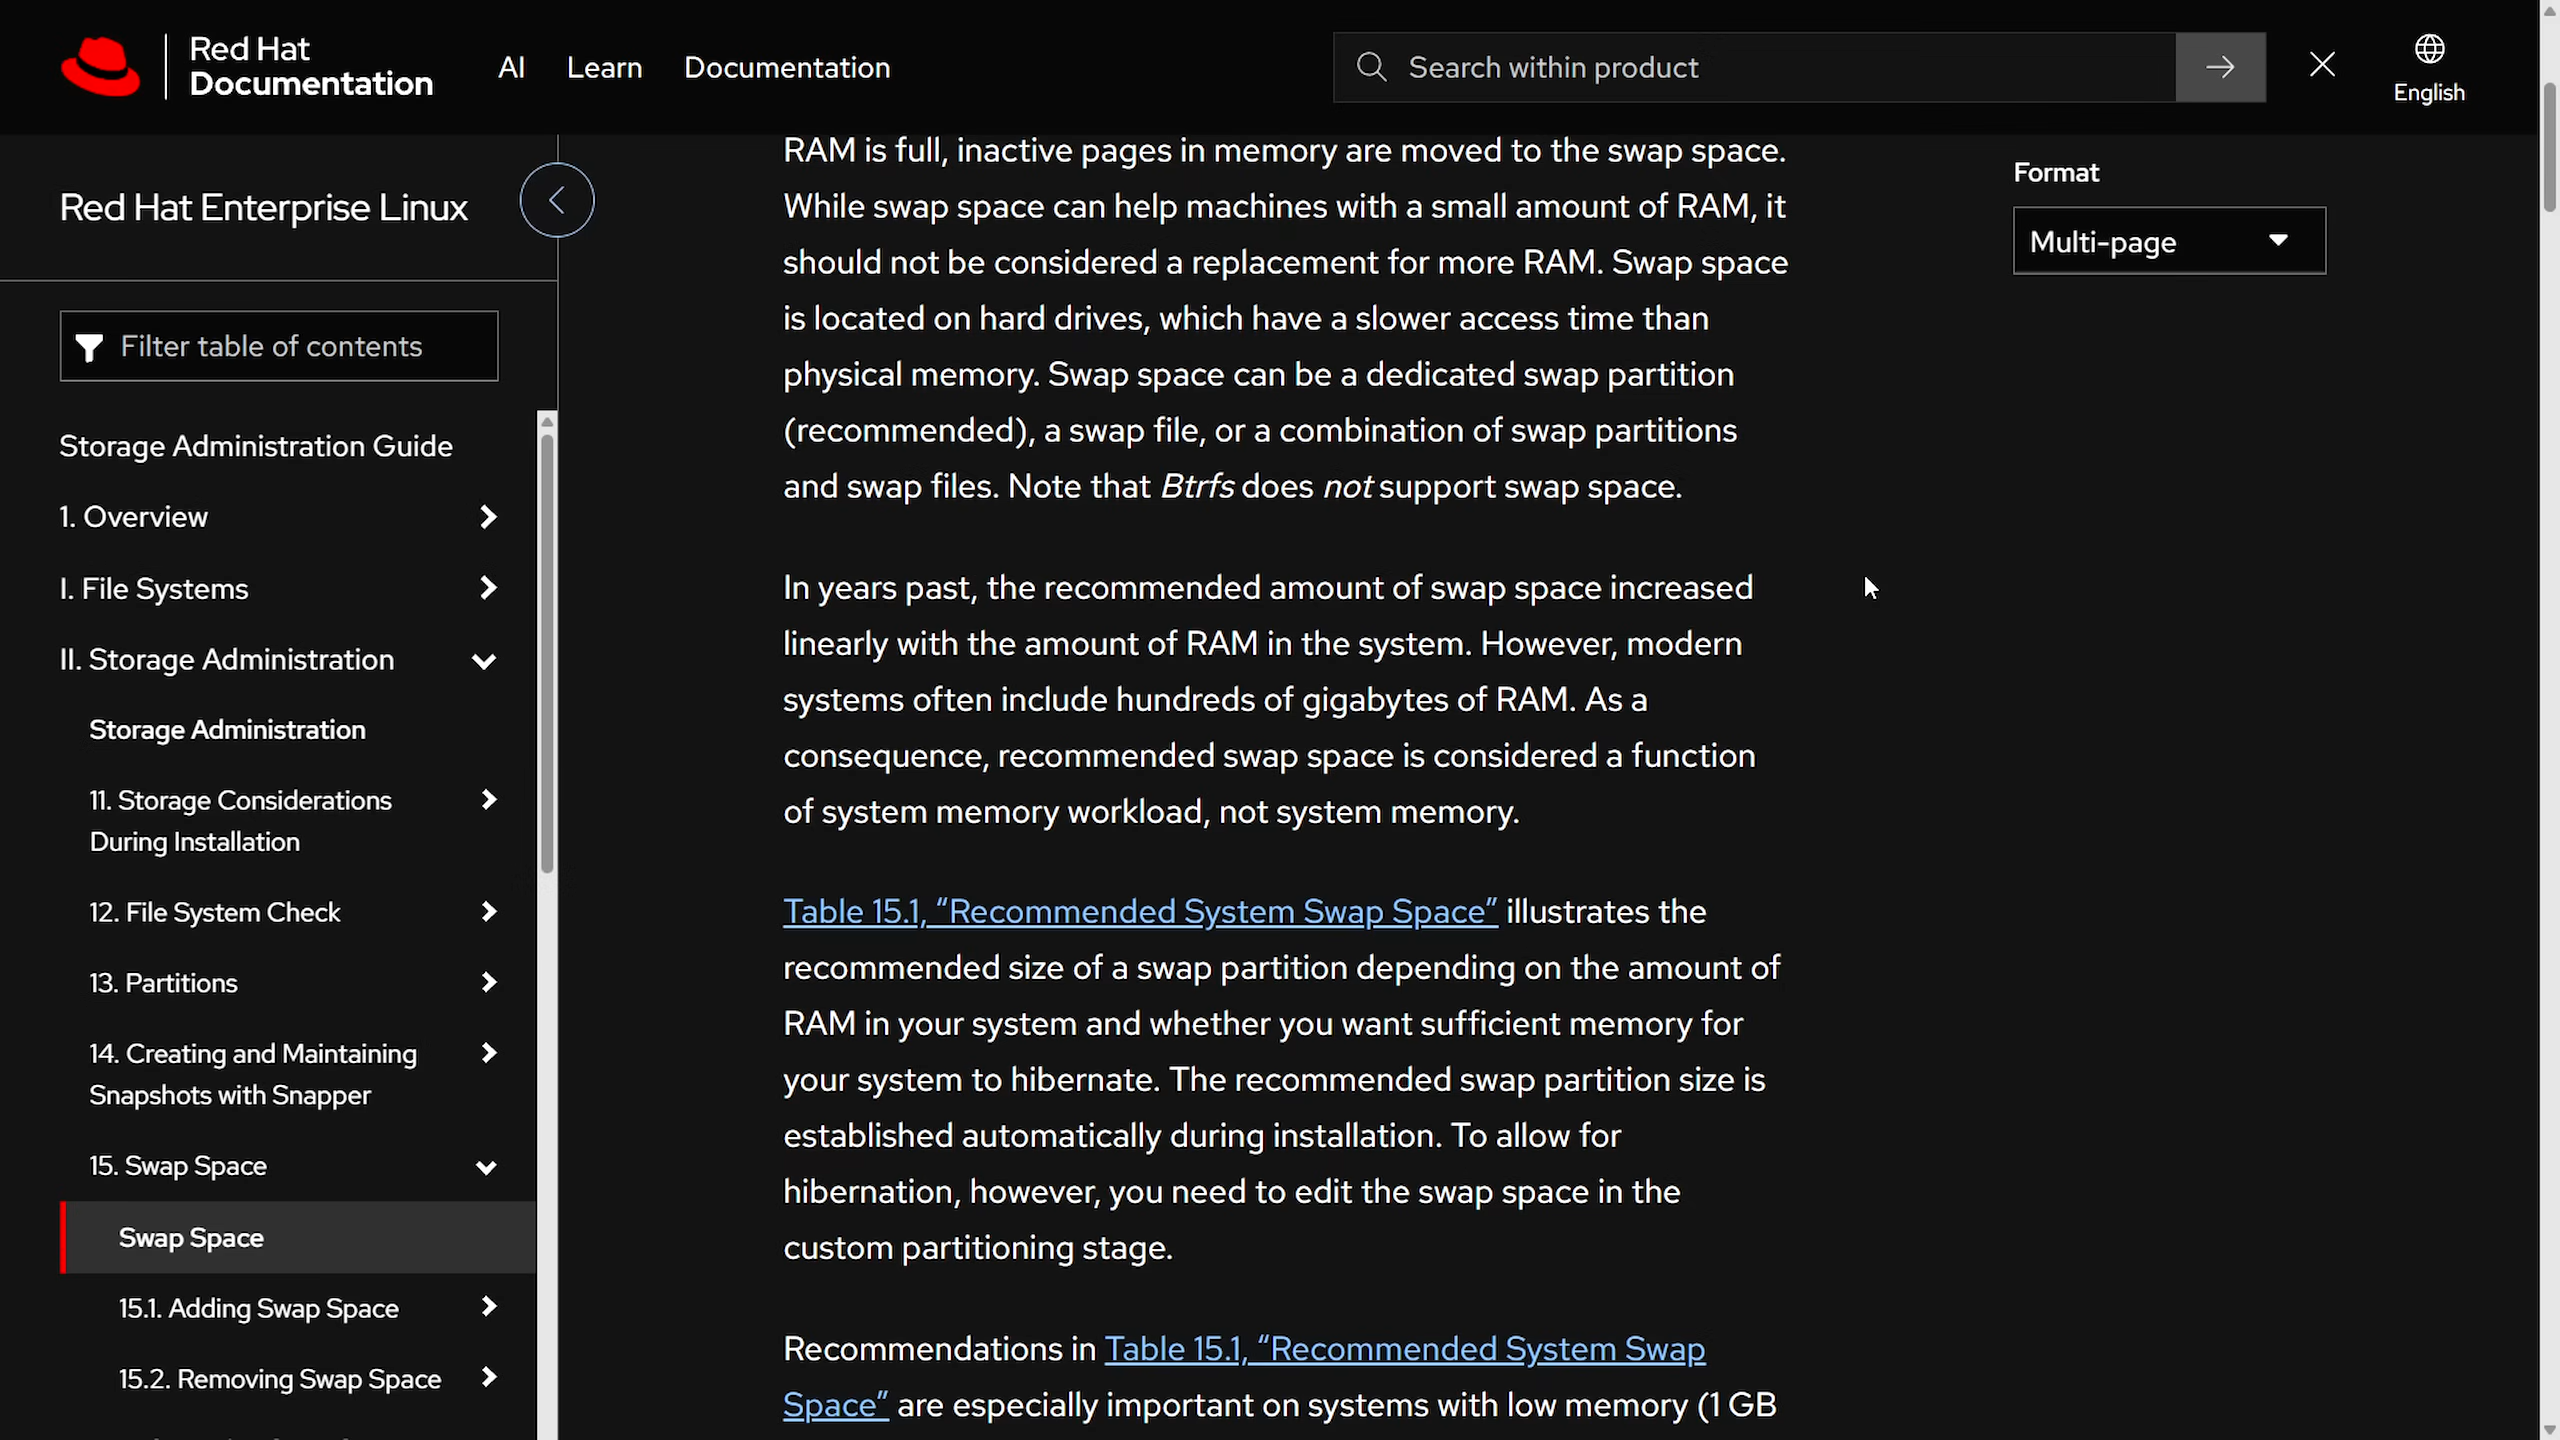 Red Hat
Documentation
AI
Learn
Documentation
Search within product
English
Red Hat Enterprise Linux
Filter table of contents
Storage Administration Guide
1. Overview
I. File Systems
II. Storage Administration
Storage Administration
11. Storage Considerations
During Installation
12. File System Check
13. Partitions
14. Creating and Maintaining
Snapshots with Snapper
15. Swap Space
Swap Space
15.1. Adding Swap Space
15.2. Removing Swap Space
RAM is full, inactive pages in memory are moved to the swap space.
While swap space can help machines with a small amount of RAM, it
should not be considered a replacement for more RAM. Swap space
is located on hard drives, which have a slower access time than
physical memory. Swap space can be a dedicated swap partition
(recommended), a swap file, or a combination of swap partitions
and swap files. Note that Btrfs does not support swap space.
In years past, the recommended amount of swap space increased
linearly with the amount of RAM in the system. However, modern
systems often include hundreds of gigabytes of RAM. As a
consequence, recommended swap space is considered a function
of system memory workload, not system memory.
Table 15.1, “Recommended System Swap Space” illustrates the
recommended size of a swap partition depending on the amount of
RAM in your system and whether you want sufficient memory for
your system to hibernate. The recommended swap partition size is
established automatically during installation. To allow for
hibernation, however, you need to edit the swap space in the
custom partitioning stage.
Recommendations in Table 15.1, “Recommended System Swap
Space” are especially important on systems with low memory (1 GB
Format
Multi-page